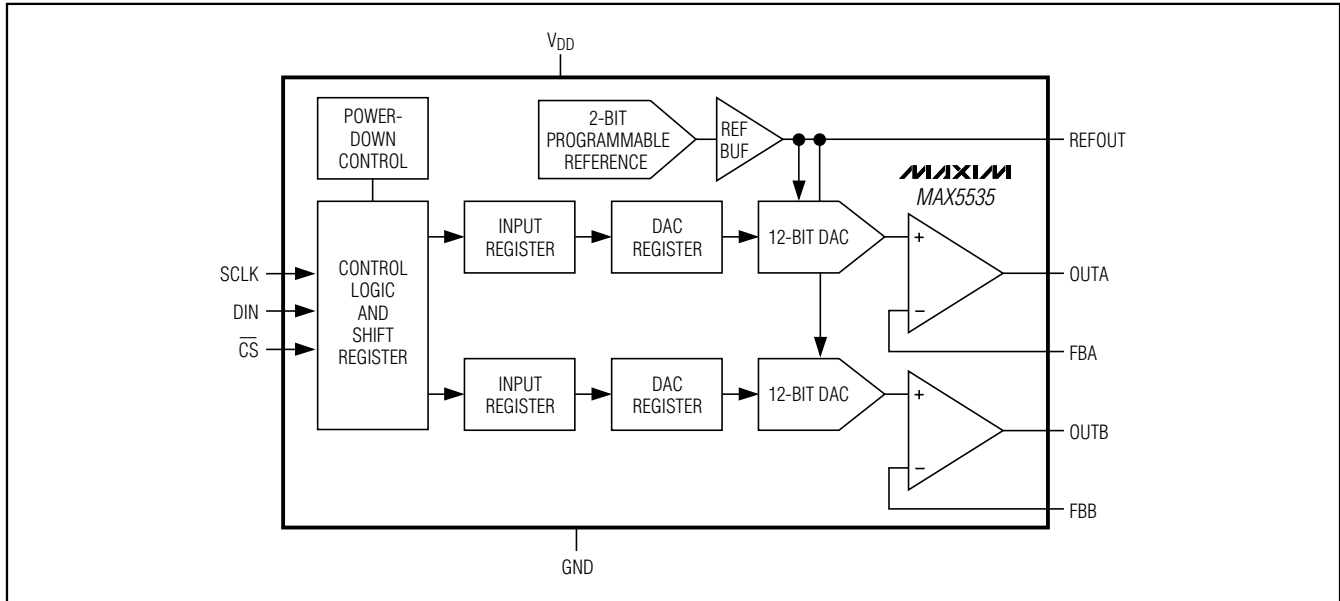 VDD
POWER-
DOWN
CONTROL
2-BIT
PROGRAMMABLE
REFERENCE
REF
BUF
REFOUT
MAXIM
MAX5535
CONTROL
LOGIC
AND
SHIFT
REGISTER
INPUT
REGISTER
DAC
REGISTER
12-BIT DAC
+
−
OUTA
FBA
SCLK
DIN
C̅S̅
INPUT
REGISTER
DAC
REGISTER
12-BIT DAC
+
−
OUTB
FBB
GND